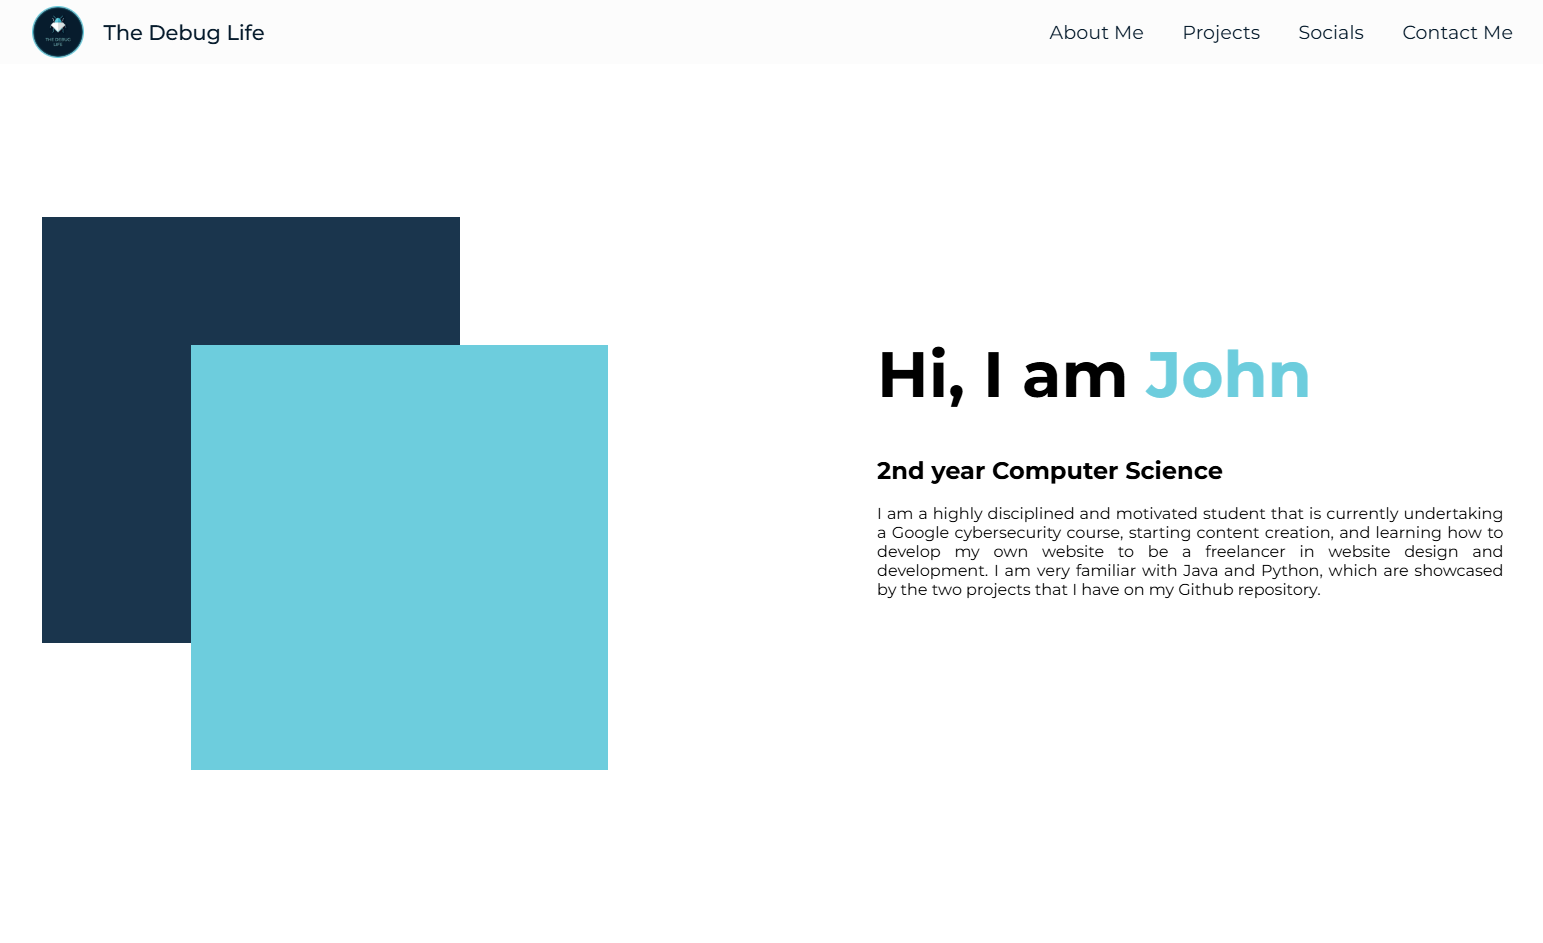 THE DEBUG
LIFE
The Debug Life
About Me
Projects
Socials
Contact Me
Hi, I am John
2nd year Computer Science
I am a highly disciplined and motivated student that is currently undertaking
a Google cybersecurity course, starting content creation, and learning how to
develop my own website to be a freelancer in website design and
development. I am very familiar with Java and Python, which are showcased
by the two projects that I have on my Github repository.